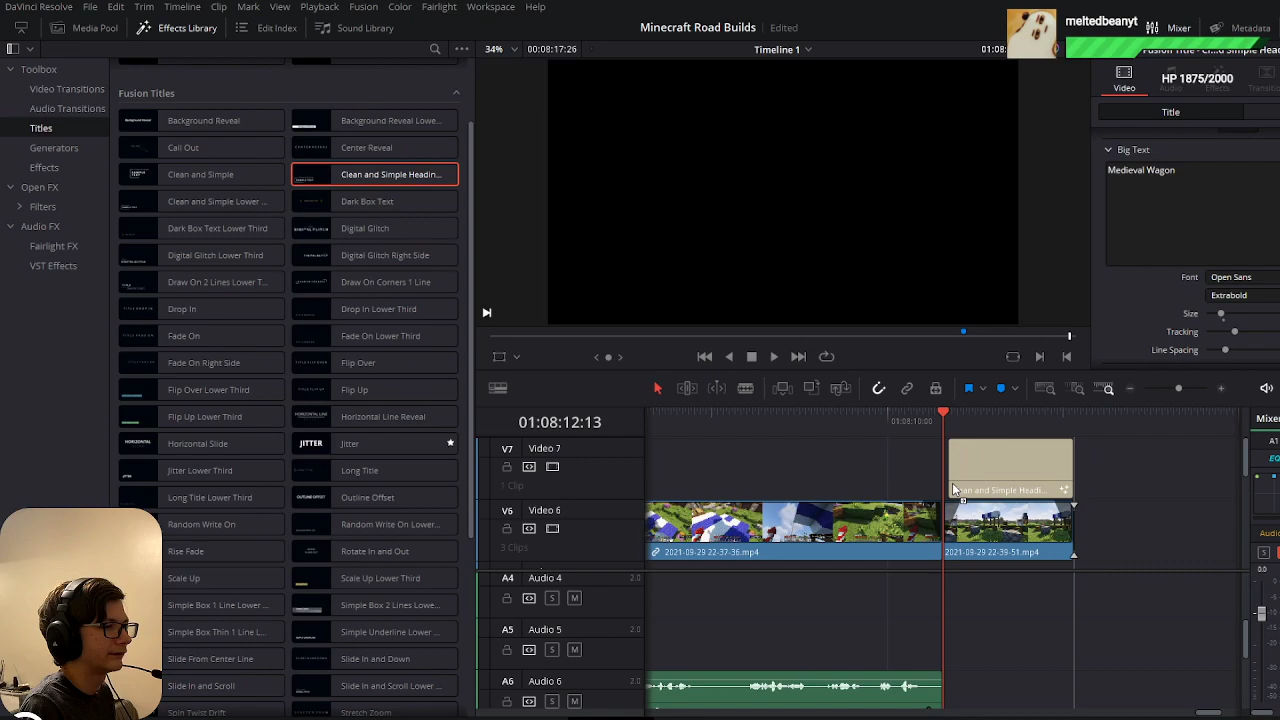 DaVinci Resolve File Edit Trim Timeline Clip Mark View Playback Fusion Color Fairlight Workspace Help
Media Pool Effects Library Edit Index Sound Library Minecraft Road Builds Edited meltedbeanyt Mixer Metadata
34% 00:08:17:26 Timeline 1
HP 1875/2000
Toolbox
Video Transitions
Audio Transitions
Titles
Generators
Effects
Open FX
Filters
Audio FX
Fairlight FX
VST Effects
Fusion Titles
Background Reveal Background Reveal Lowe...
Call Out Center Reveal
Clean and Simple Clean and Simple Headin...
Clean and Simple Lower ... Dark Box Text
Dark Box Text Lower Third Digital Glitch
Digital Glitch Lower Third Digital Glitch Right Side
Draw On 2 Lines Lower T... Draw On Corners 1 Line
Drop In Drop In Lower Third
Fade On Fade On Lower Third
Fade On Right Side Flip Over
Flip Over Lower Third Flip Up
Flip Up Lower Third Horizontal Line Reveal
Horizontal Slide JITTER Jitter
Jitter Lower Third Long Title
Long Title Lower Third Outline Offset
Random Write On Random Write On Lower ...
Rise Fade Rotate In and Out
Scale Up Scale Up Lower Third
Simple Box 1 Line Lower ... Simple Box 2 Lines Lowe...
Simple Box Thin 1 Line L... Simple Underline Lower ...
Slide From Center Line Slide In and Down
Slide In and Scroll Slide In and Scroll Lower ...
Spin Twist Drift Stretch Zoom
Video Audio Effects
Title
Big Text
Medieval Wagon
Font Open Sans
Extrabold
Size
Tracking
Line Spacing
01:08:12:13
V7 Video 7
1 Clip
V6 Video 6
3 Clips
2021-09-29 22-37-36.mp4 2021-09-29 22-39-51.mp4
A4 Audio 4 2.0
S M
A5 Audio 5 2.0
S M
A6 Audio 6 2.0
S M
Mixer
A1